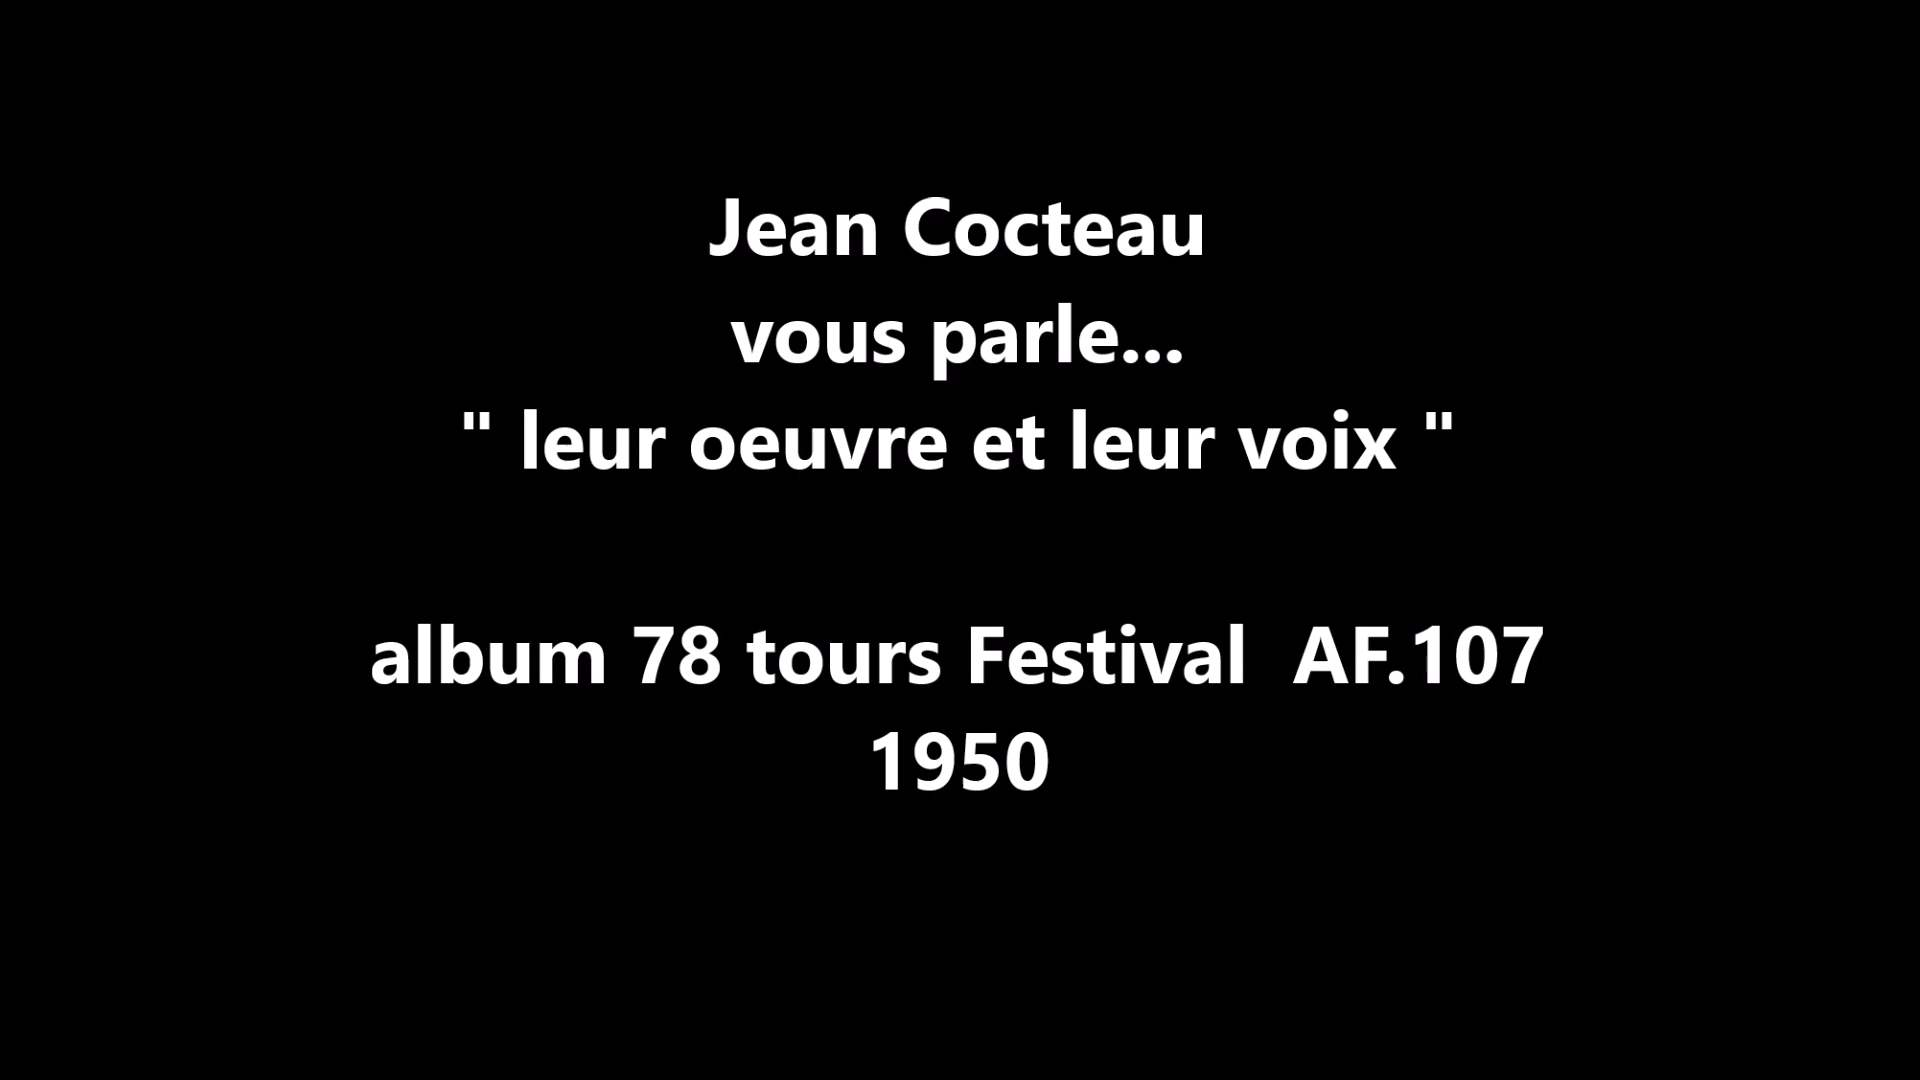 Jean Cocteau
vous parle...
" leur oeuvre et leur voix "
album 78 tours Festival  AF.107
1950